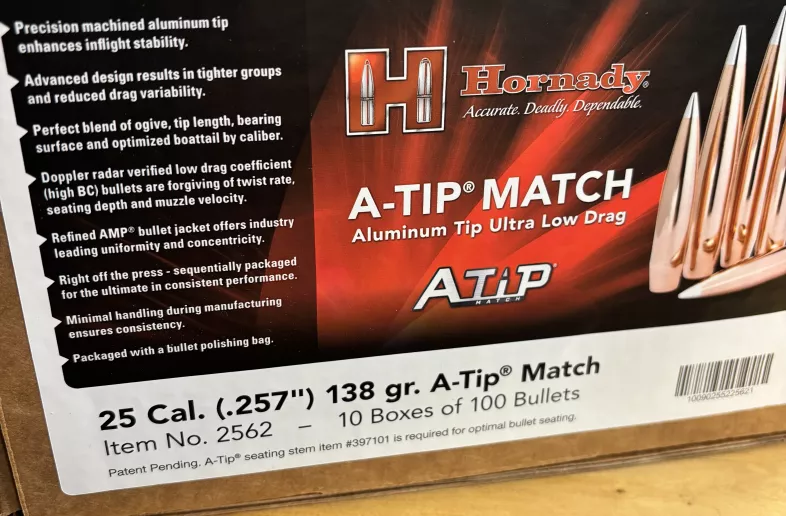 Precision machined aluminum tip
enhances inflight stability.
Advanced design results in tighter groups
and reduced drag variability.
Perfect blend of ogive, tip length, bearing
surface and optimized boattail by caliber.
Doppler radar verified low drag coefficient
(high BC) bullets are forgiving of twist rate,
seating depth and muzzle velocity.
Refined AMP® bullet jacket offers industry
leading uniformity and concentricity.
Right off the press - sequentially packaged
for the ultimate in consistent performance.
Minimal handling during manufacturing
ensures consistency.
Packaged with a bullet polishing bag.
H Hornady®
Accurate. Deadly. Dependable.
A-TIP® MATCH
Aluminum Tip Ultra Low Drag
ATiP®
MATCH
25 Cal. (.257") 138 gr. A-Tip® Match
Item No. 2562 – 10 Boxes of 100 Bullets
Patent Pending. A-Tip® seating stem item #397101 is required for optimal bullet seating.
10090255225621